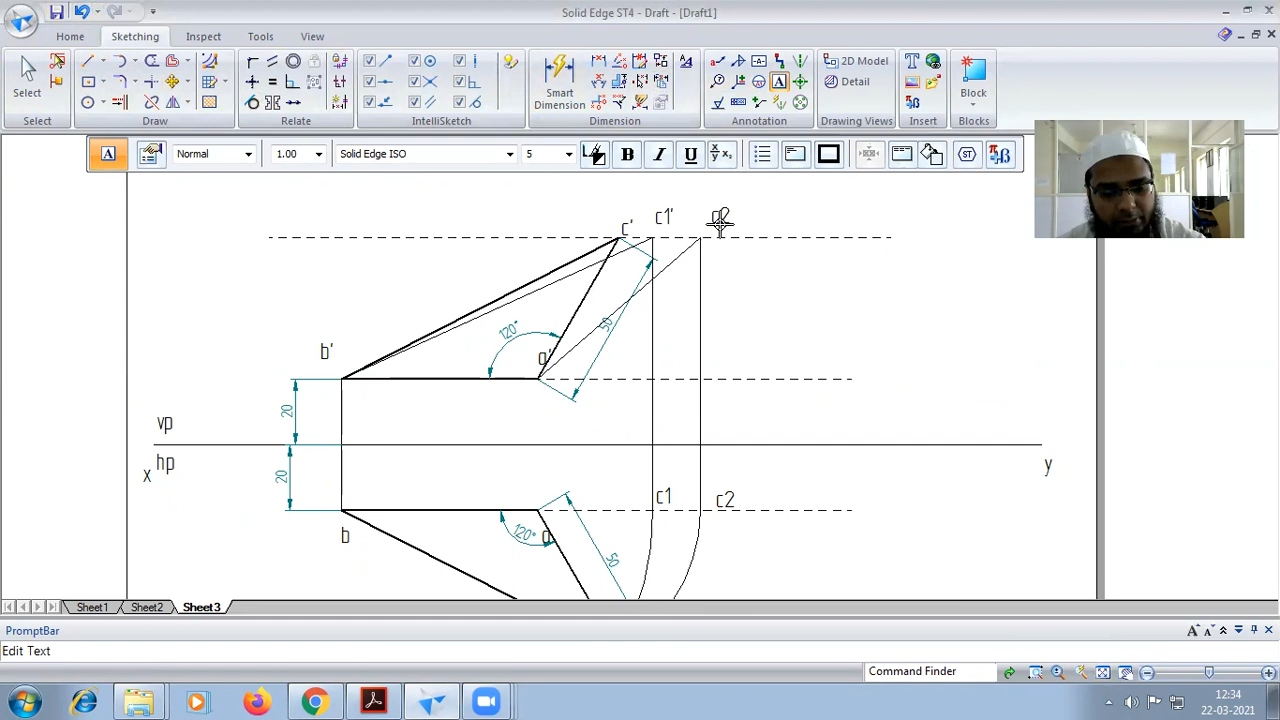 Solid Edge ST4 - Draft - [Draft1]
Home Sketching Inspect Tools View
Select
Smart Dimension
2D Model
Detail
Block
Select Draw Relate IntelliSketch Dimension Annotation Drawing Views Insert Blocks
A Normal 1.00 Solid Edge ISO 5 B I U
c' c1'
120°
50
b' a'
20
vp
hp
x y
20
c1 c2
b 120° a
50
Sheet1 Sheet2 Sheet3
PromptBar
Edit Text
Command Finder
12:34
22-03-2021